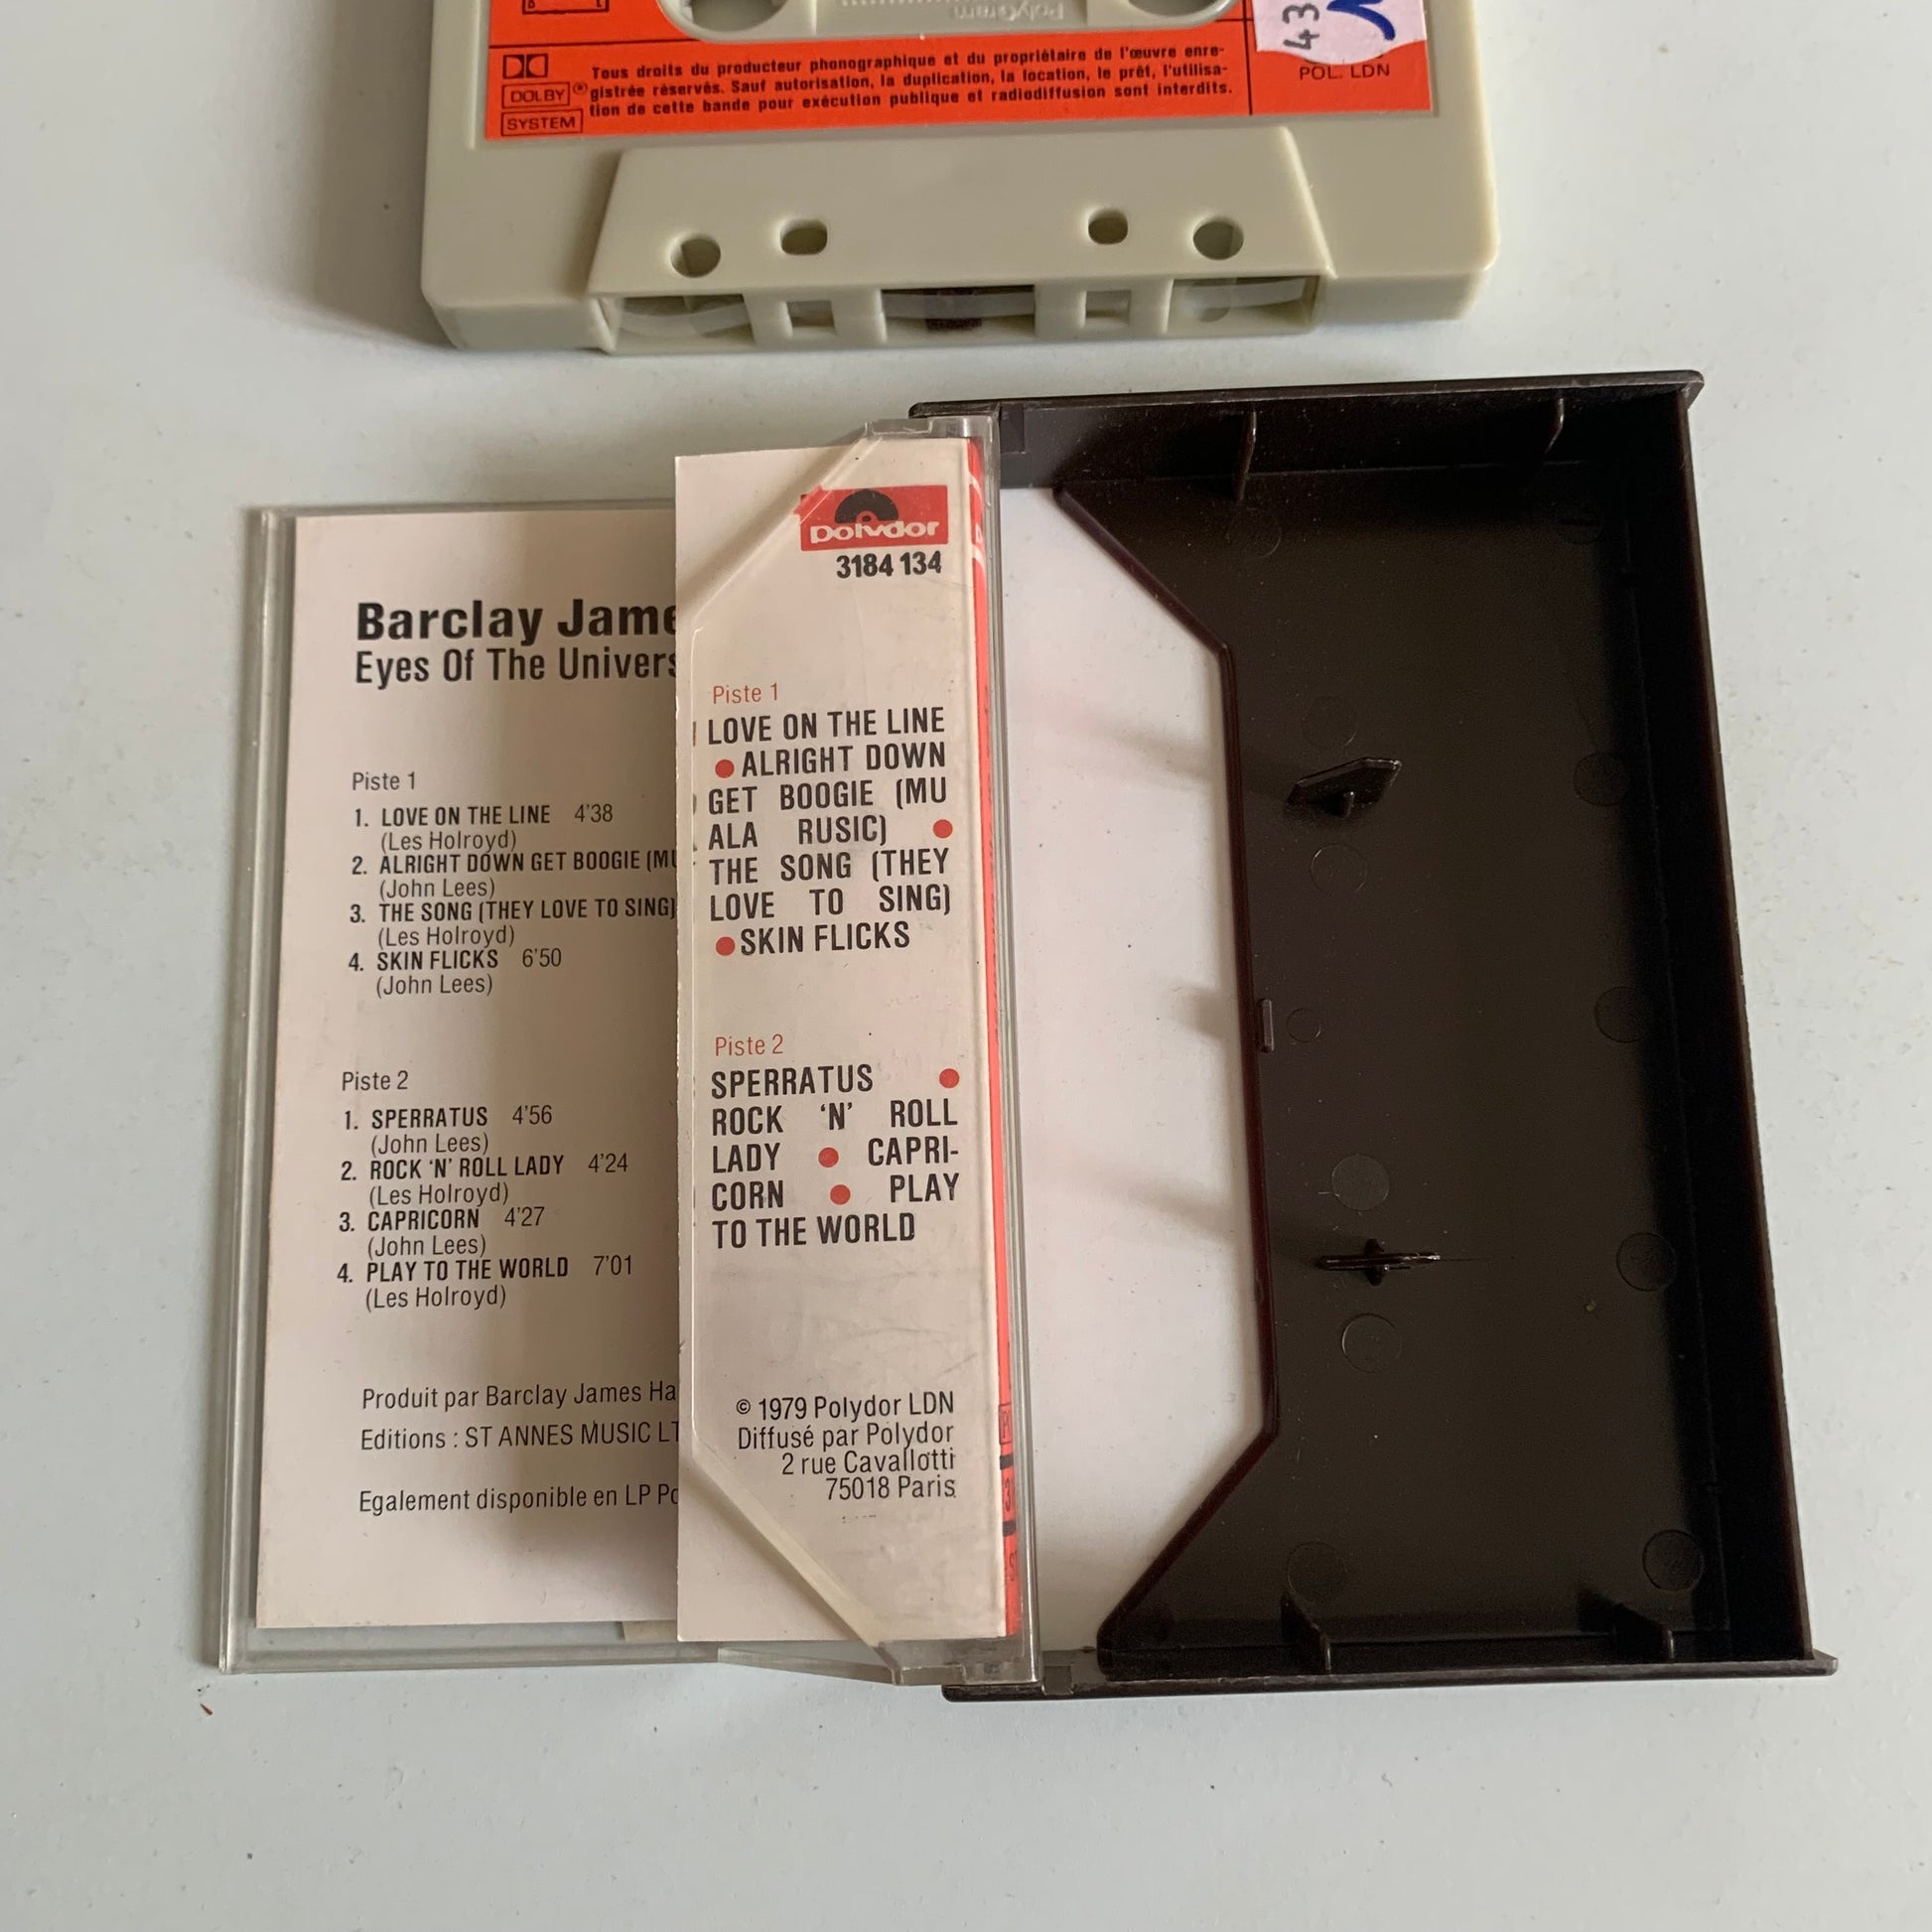 PolyGram
DOLBY ®
SYSTEM
Tous droits du producteur phonographique et du propriétaire de l'œuvre enre-
gistrée réservés. Sauf autorisation, la duplication, la location, le prêt, l'utilisa-
tion de cette bande pour exécution publique et radiodiffusion sont interdits.
43
POL. LDN
Barclay Jame
Eyes Of The Univers
Piste 1
1. LOVE ON THE LINE 4'38
(Les Holroyd)
2. ALRIGHT DOWN GET BOOGIE (MU
(John Lees)
3. THE SONG (THEY LOVE TO SING)
(Les Holroyd)
4. SKIN FLICKS 6'50
(John Lees)
Piste 2
1. SPERRATUS 4'56
(John Lees)
2. ROCK 'N' ROLL LADY 4'24
(Les Holroyd)
3. CAPRICORN 4'27
(John Lees)
4. PLAY TO THE WORLD 7'01
(Les Holroyd)
Produit par Barclay James Ha
Editions : ST ANNES MUSIC LT
Egalement disponible en LP Po
polydor
3184 134
Piste 1
LOVE ON THE LINE
● ALRIGHT DOWN
GET BOOGIE (MU
ALA RUSIC) ●
THE SONG (THEY
LOVE TO SING)
● SKIN FLICKS
Piste 2
SPERRATUS ●
ROCK 'N' ROLL
LADY ● CAPRI-
CORN ● PLAY
TO THE WORLD
© 1979 Polydor LDN
Diffusé par Polydor
2 rue Cavallotti
75018 Paris